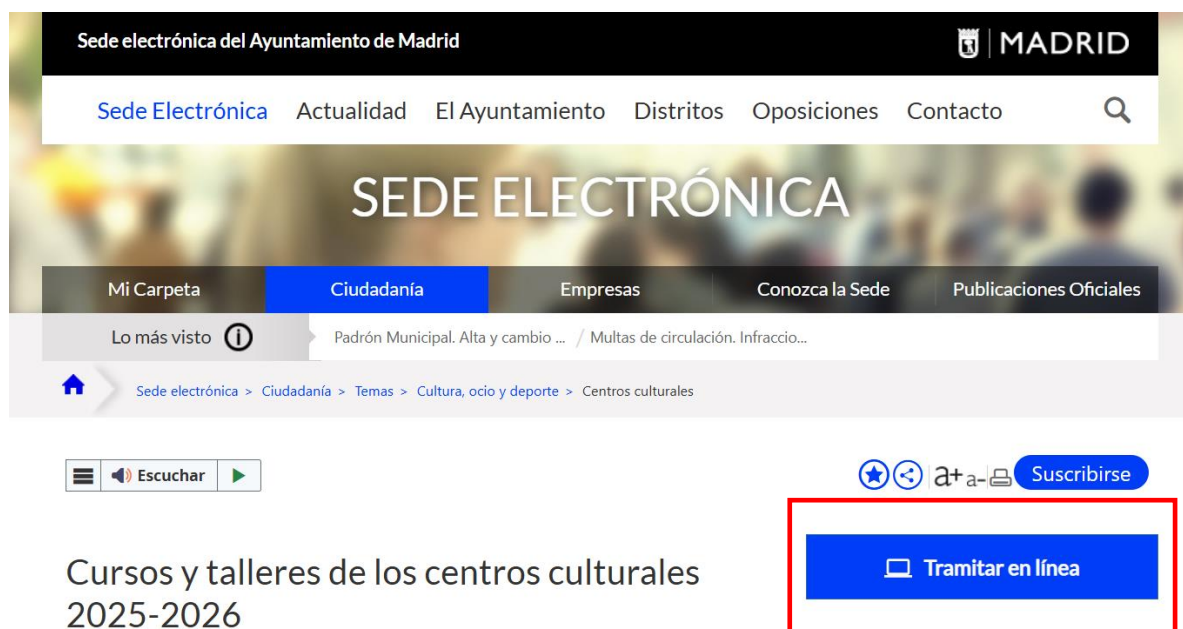 Sede electrónica del Ayuntamiento de Madrid
MADRID
Sede Electrónica Actualidad El Ayuntamiento Distritos Oposiciones Contacto
SEDE ELECTRÓNICA
Mi Carpeta Ciudadanía Empresas Conozca la Sede Publicaciones Oficiales
Lo más visto Padrón Municipal. Alta y cambio ... / Multas de circulación. Infraccio...
Sede electrónica > Ciudadanía > Temas > Cultura, ocio y deporte > Centros culturales
Escuchar a+ a- Suscribirse
Tramitar en línea
Cursos y talleres de los centros culturales
2025-2026